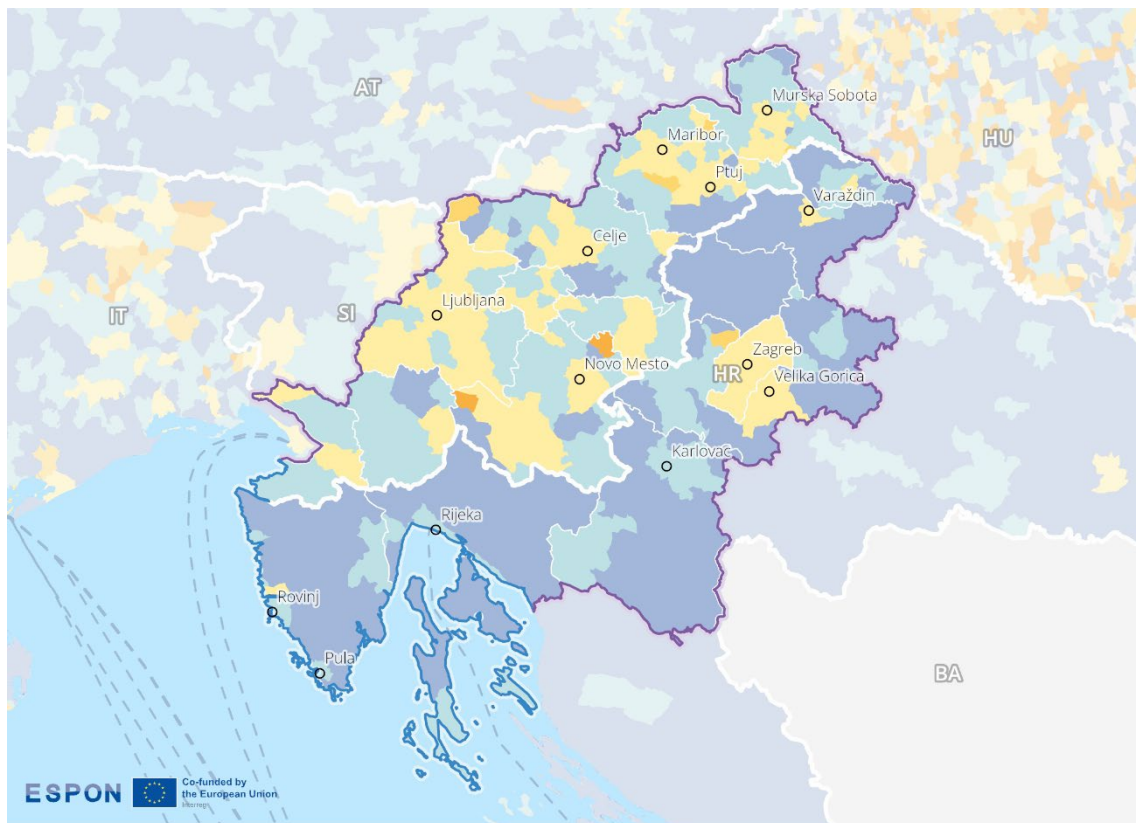 AT
Murska Sobota
HU
Maribor
Ptuj
Varaždin
Celje
Ljubljana
SI
IT
Zagreb
Novo Mesto
HR
Velika Gorica
Karlovac
Rijeka
Rovinj
Pula
BA
ESPON
Co-funded by
the European Union
Interreg